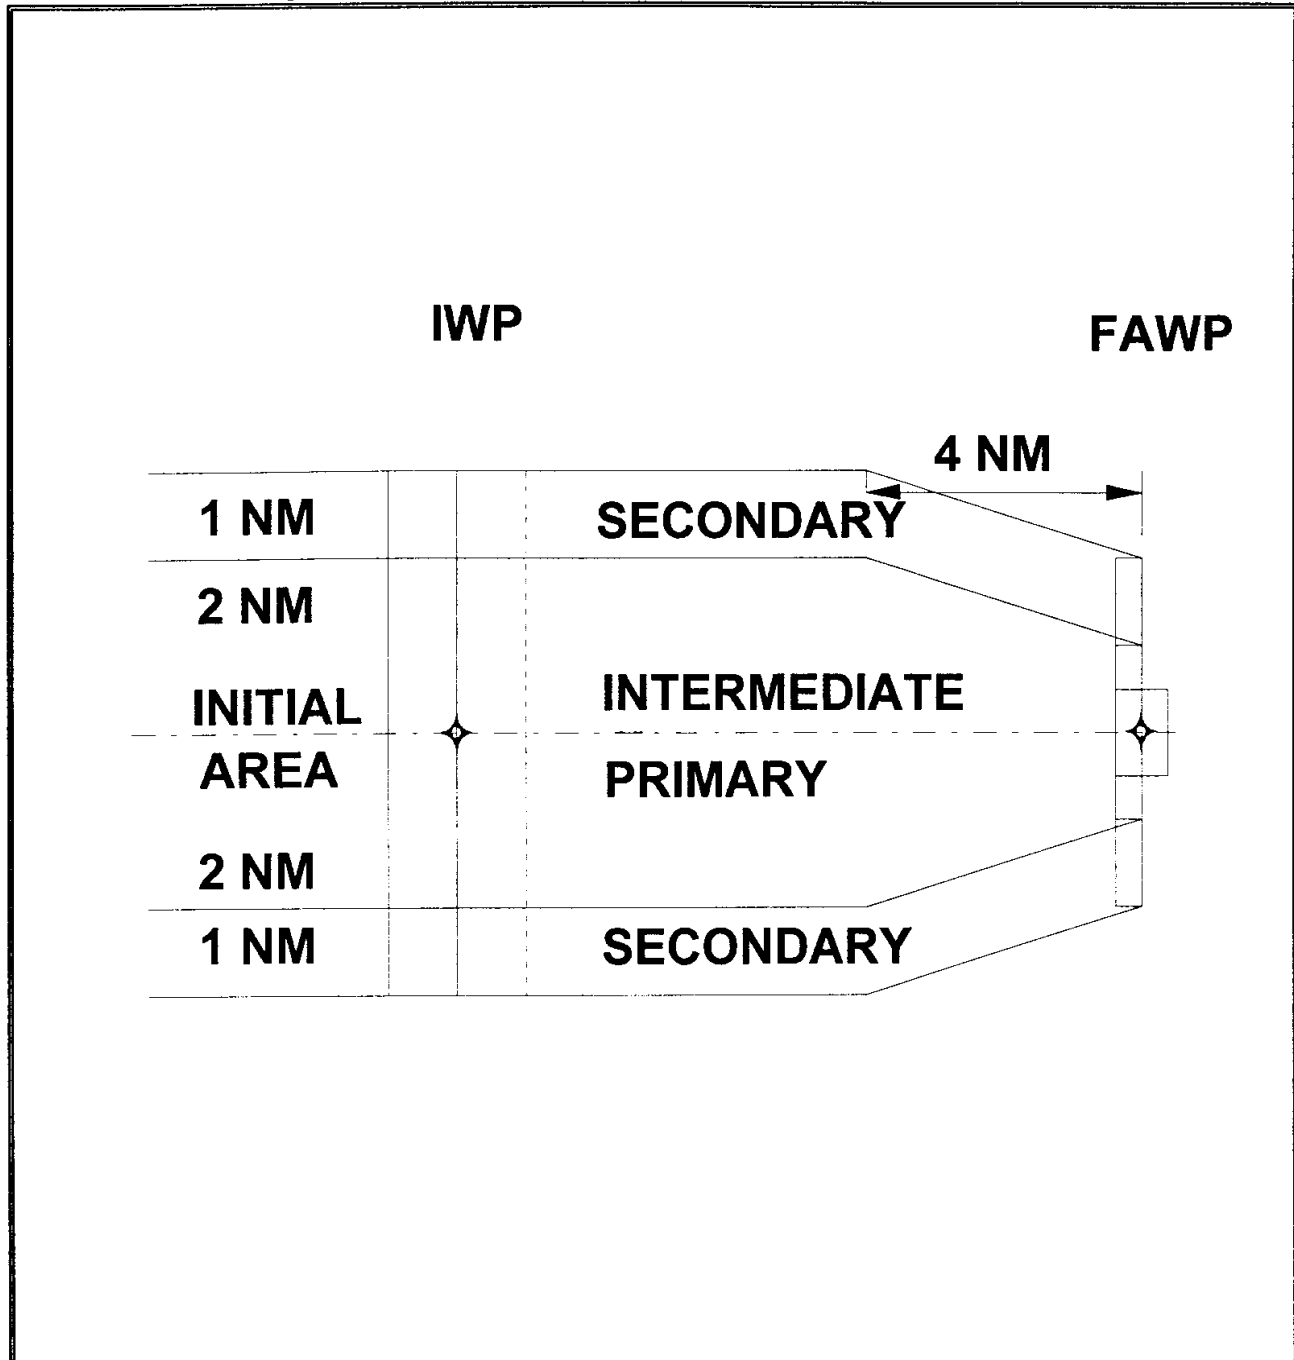 IWP
FAWP
4 NM
1 NM
SECONDARY
2 NM
INITIAL
AREA
INTERMEDIATE
PRIMARY
2 NM
1 NM
SECONDARY